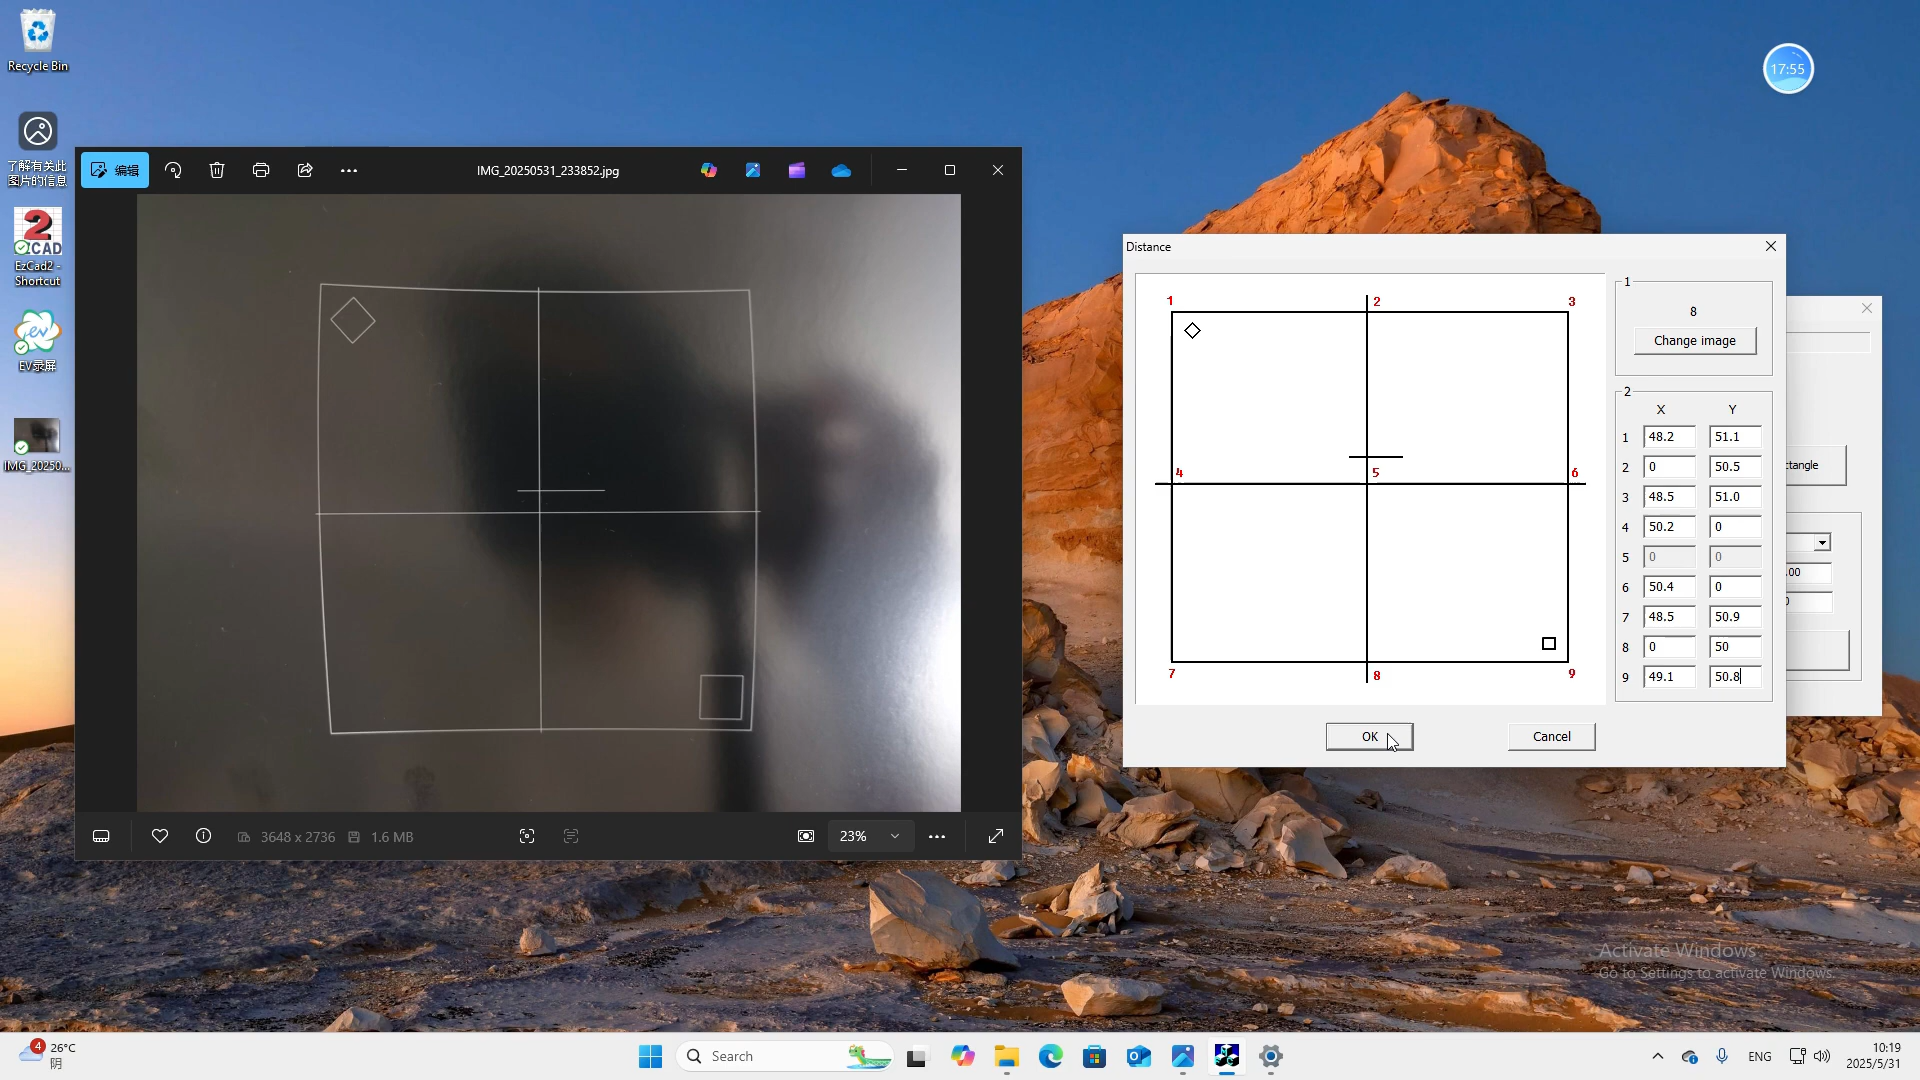 Recycle Bin
17:55
了解有关此
图片的信息
编辑
IMG_20250531_233852.jpg
2
EZCAD
EzCad2 -
Shortcut
EV录屏
IMG_20250...
3648 x 2736
1.6 MB
23%
Distance
1
2
3
4
5
6
7
8
9
1
8
Change image
2
X Y
1 48.2 51.1
2 0 50.5
3 48.5 51.0
4 50.2 0
5 0 0
6 50.4 0
7 48.5 50.9
8 0 50
9 49.1 50.8
OK
Cancel
ctangle
.00
Activate Windows
Go to Settings to activate Windows.
4
26°C
阴
Search
ENG
10:19
2025/5/31